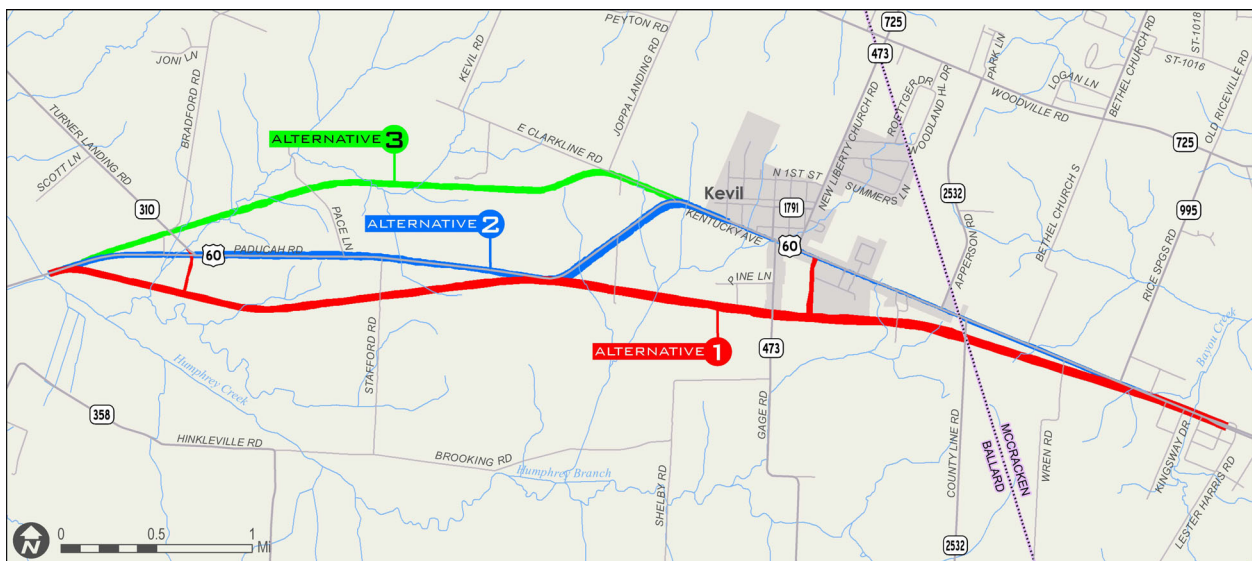 PEYTON RD
725
473
PARK LN
ST-1018
ST-1016
JONI LN
KEVIL RD
BRADFORD RD
JOPPA LANDING RD
NEW LIBERTY CHURCH RD
ROETTGER DR
WOODLAND HL DR
LOGAN LN
WOODVILLE RD
BETHEL CHURCH RD
OLD RICEVILLE RD
725
TURNER LANDING RD
SCOTT LN
ALTERNATIVE 3
E CLARKLINE RD
N 1ST ST
SUMMERS LN
Kevil
1791
2532
BETHEL CHURCH S
995
310
PACE LN
ALTERNATIVE 2
KENTUCKY AVE
60
PADUCAH RD
60
APPERSON RD
RICE SPGS RD
PINE LN
Bayou Creek
STAFFORD RD
ALTERNATIVE 1
473
Humphrey Creek
358
HINKLEVILLE RD
BROOKING RD
Humphrey Branch
SHELBY RD
GAGE RD
COUNTY LINE RD
MCCRACKEN
BALLARD
WREN RD
KINGSWAY DR
LESTER HARRIS RD
2532
N
0 0.5 1
Mi